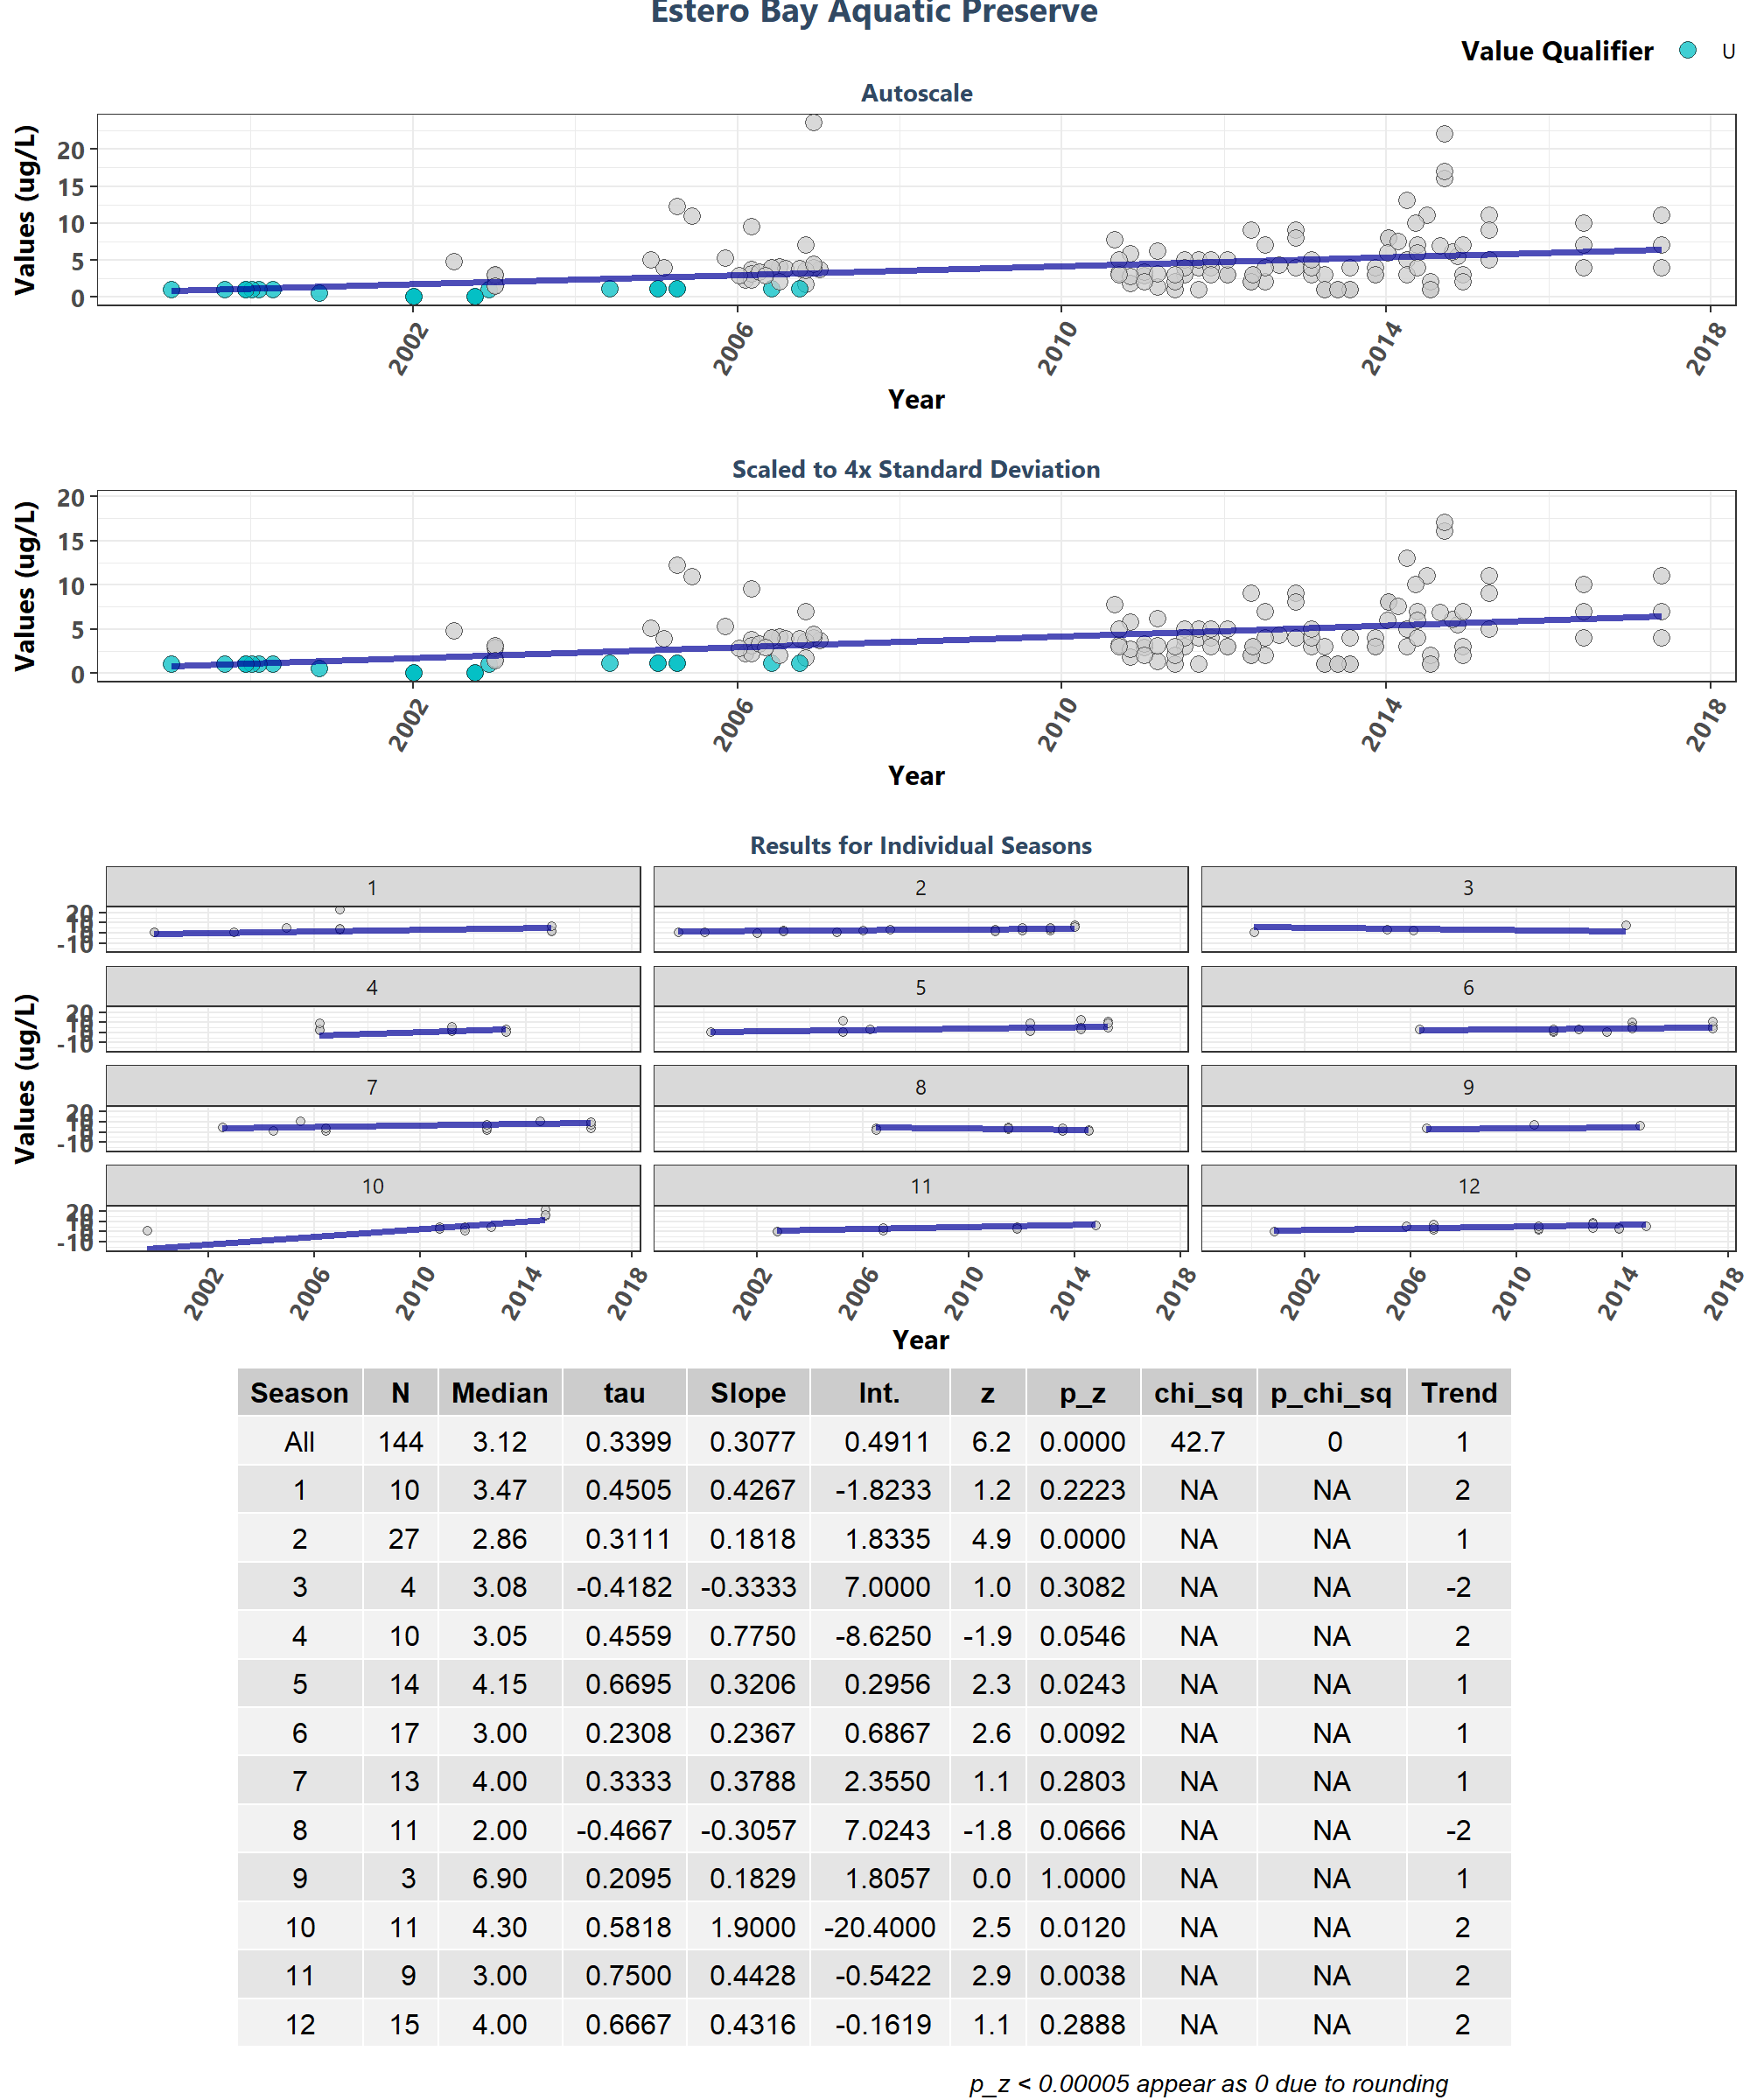 Estero Bay Aquatic Preserve
Value Qualifier U
Autoscale
Values (ug/L)
20
15
10
5
0
2002 2006 2010 2014 2018
Year
Scaled to 4x Standard Deviation
Values (ug/L)
20
15
10
5
0
2002 2006 2010 2014 2018
Year
Results for Individual Seasons
Values (ug/L)
1 2 3
20
-10
4 5 6
20
-10
7 8 9
20
-10
10 11 12
20
-10
2002 2006 2010 2014 2018 2002 2006 2010 2014 2018 2002 2006 2010 2014 2018
Year
Season N Median tau Slope Int. z p_z chi_sq p_chi_sq Trend
All 144 3.12 0.3399 0.3077 0.4911 6.2 0.0000 42.7 0 1
1 10 3.47 0.4505 0.4267 -1.8233 1.2 0.2223 NA NA 2
2 27 2.86 0.3111 0.1818 1.8335 4.9 0.0000 NA NA 1
3 4 3.08 -0.4182 -0.3333 7.0000 1.0 0.3082 NA NA -2
4 10 3.05 0.4559 0.7750 -8.6250 -1.9 0.0546 NA NA 2
5 14 4.15 0.6695 0.3206 0.2956 2.3 0.0243 NA NA 1
6 17 3.00 0.2308 0.2367 0.6867 2.6 0.0092 NA NA 1
7 13 4.00 0.3333 0.3788 2.3550 1.1 0.2803 NA NA 1
8 11 2.00 -0.4667 -0.3057 7.0243 -1.8 0.0666 NA NA -2
9 3 6.90 0.2095 0.1829 1.8057 0.0 1.0000 NA NA 1
10 11 4.30 0.5818 1.9000 -20.4000 2.5 0.0120 NA NA 2
11 9 3.00 0.7500 0.4428 -0.5422 2.9 0.0038 NA NA 2
12 15 4.00 0.6667 0.4316 -0.1619 1.1 0.2888 NA NA 2
p_z < 0.00005 appear as 0 due to rounding